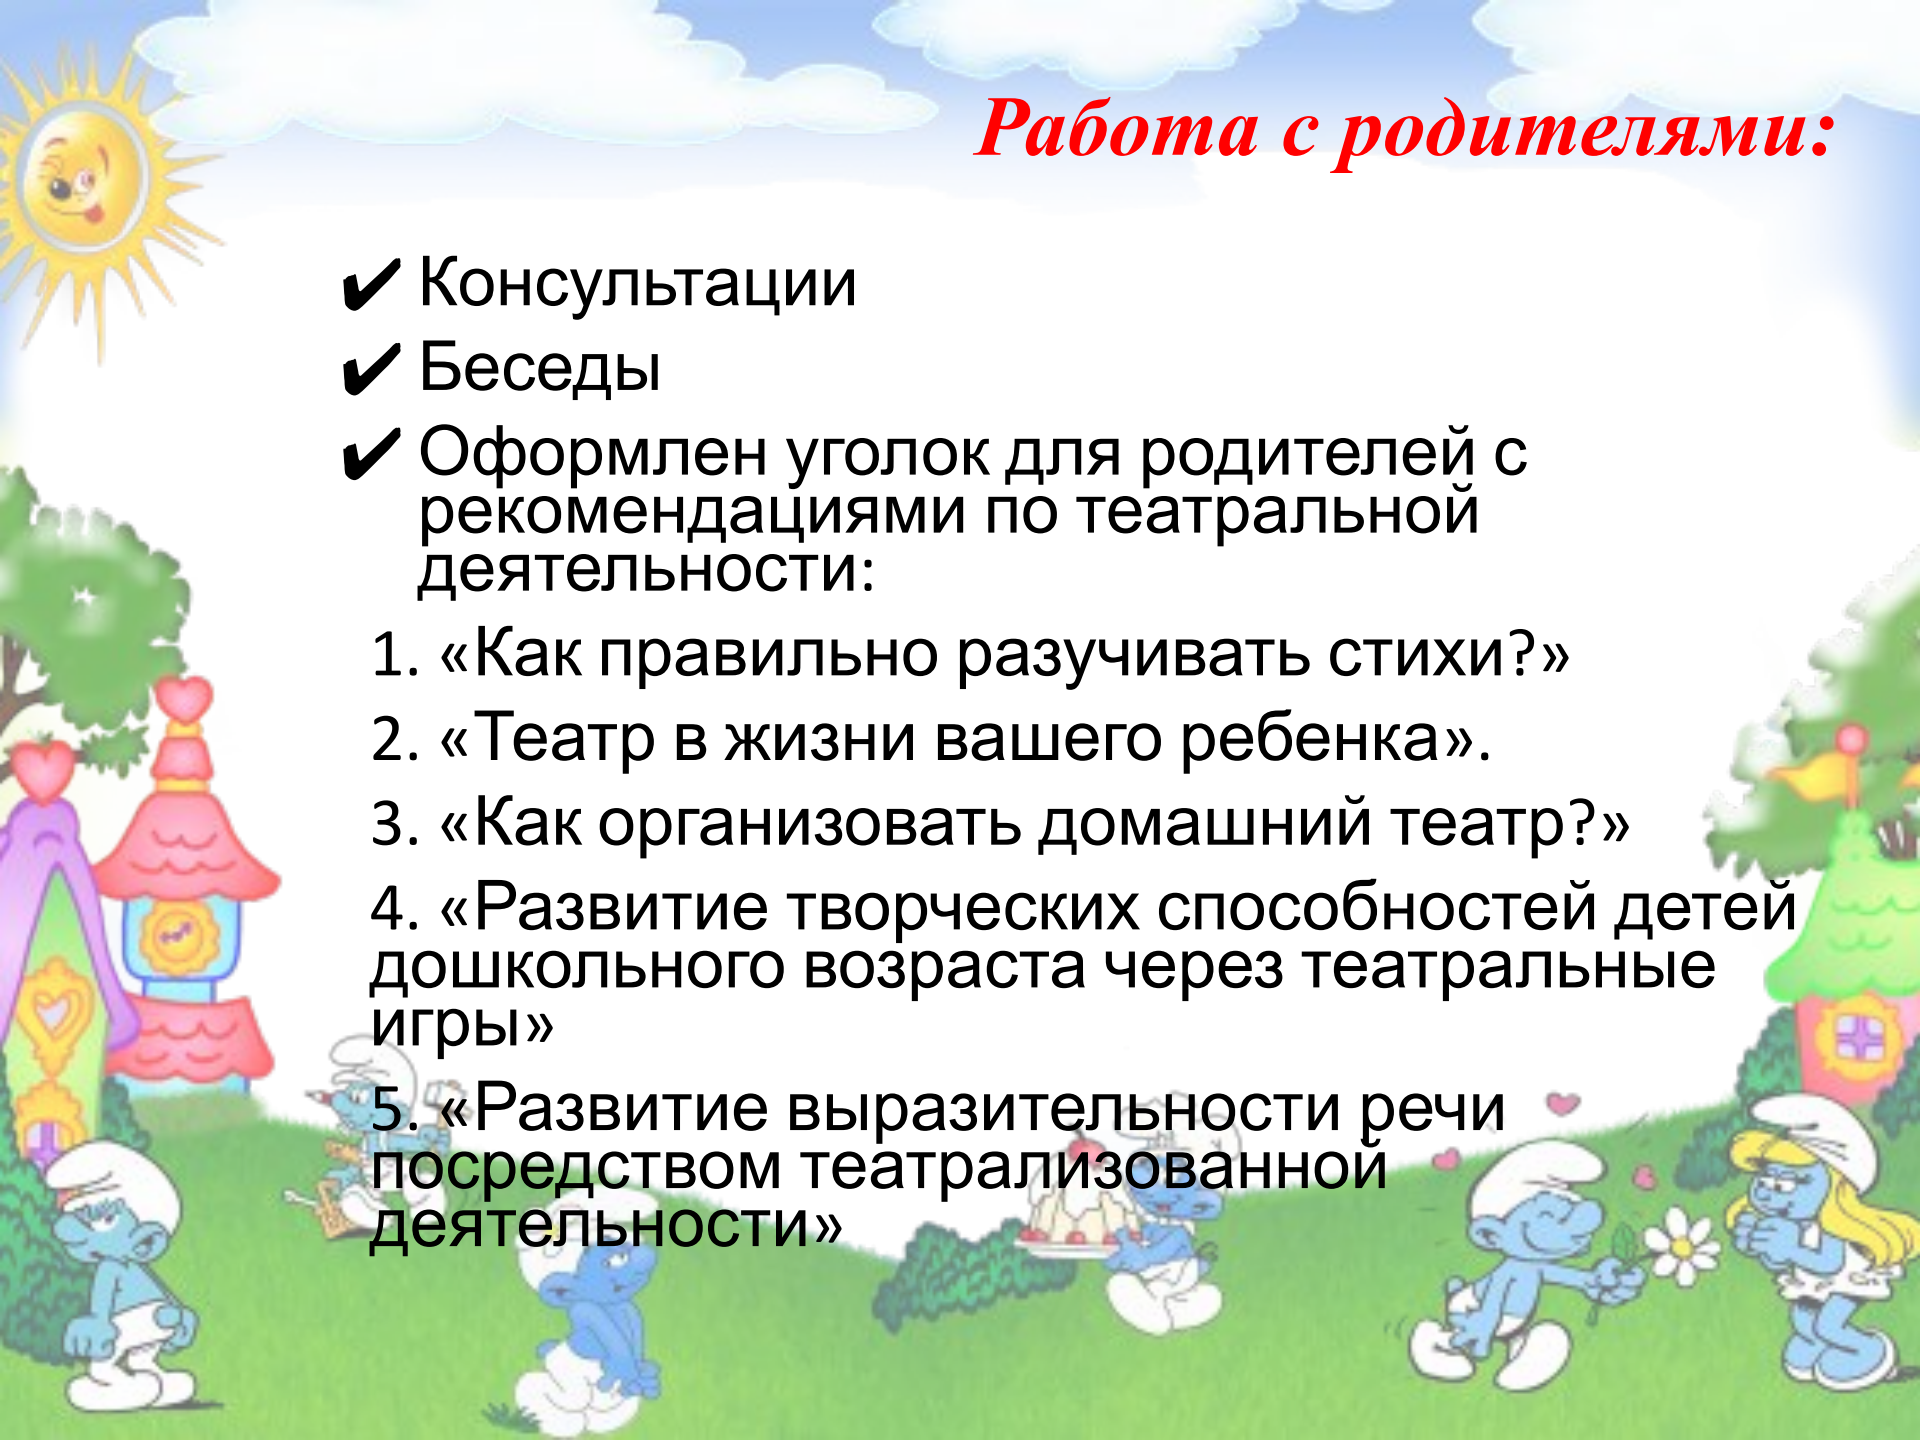 Работа с родителями:
✔ Консультации
✔ Беседы
✔ Оформлен уголок для родителей с
рекомендациями по театральной
деятельности:
1. «Как правильно разучивать стихи?»
2. «Театр в жизни вашего ребенка».
3. «Как организовать домашний театр?»
4. «Развитие творческих способностей детей
дошкольного возраста через театральные
игры»
5. «Развитие выразительности речи
посредством театрализованной
деятельности»